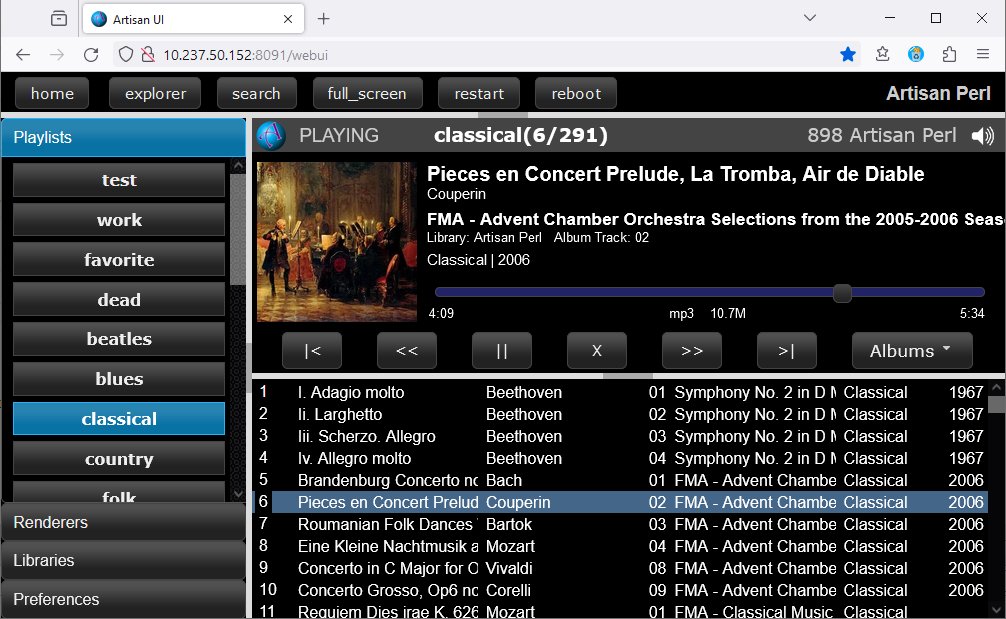 Artisan UI
10.237.50.152:8091/webui
home explorer search full_screen restart reboot Artisan Perl
Playlists
test
work
favorite
dead
beatles
blues
classical
country
folk
Renderers
Libraries
Preferences
PLAYING classical(6/291) 898 Artisan Perl
Pieces en Concert Prelude, La Tromba, Air de Diable
Couperin
FMA - Advent Chamber Orchestra Selections from the 2005-2006 Seas
Library: Artisan Perl Album Track: 02
Classical | 2006
4:09 mp3 10.7M 5:34
|< << || X >> >| Albums
1 I. Adagio molto Beethoven 01 Symphony No. 2 in D M Classical 1967
2 Ii. Larghetto Beethoven 02 Symphony No. 2 in D M Classical 1967
3 Iii. Scherzo. Allegro Beethoven 03 Symphony No. 2 in D M Classical 1967
4 Iv. Allegro molto Beethoven 04 Symphony No. 2 in D M Classical 1967
5 Brandenburg Concerto no Bach 01 FMA - Advent Chambe Classical 2006
6 Pieces en Concert Prelud Couperin 02 FMA - Advent Chambe Classical 2006
7 Roumanian Folk Dances Bartok 03 FMA - Advent Chambe Classical 2006
8 Eine Kleine Nachtmusik a Mozart 04 FMA - Advent Chambe Classical 2006
9 Concerto in C Major for O Vivaldi 08 FMA - Advent Chambe Classical 2006
10 Concerto Grosso, Op6 no Corelli 09 FMA - Advent Chambe Classical 2006
11 Requiem Dies irae K. 626 Mozart 01 FMA - Classical Music Classical